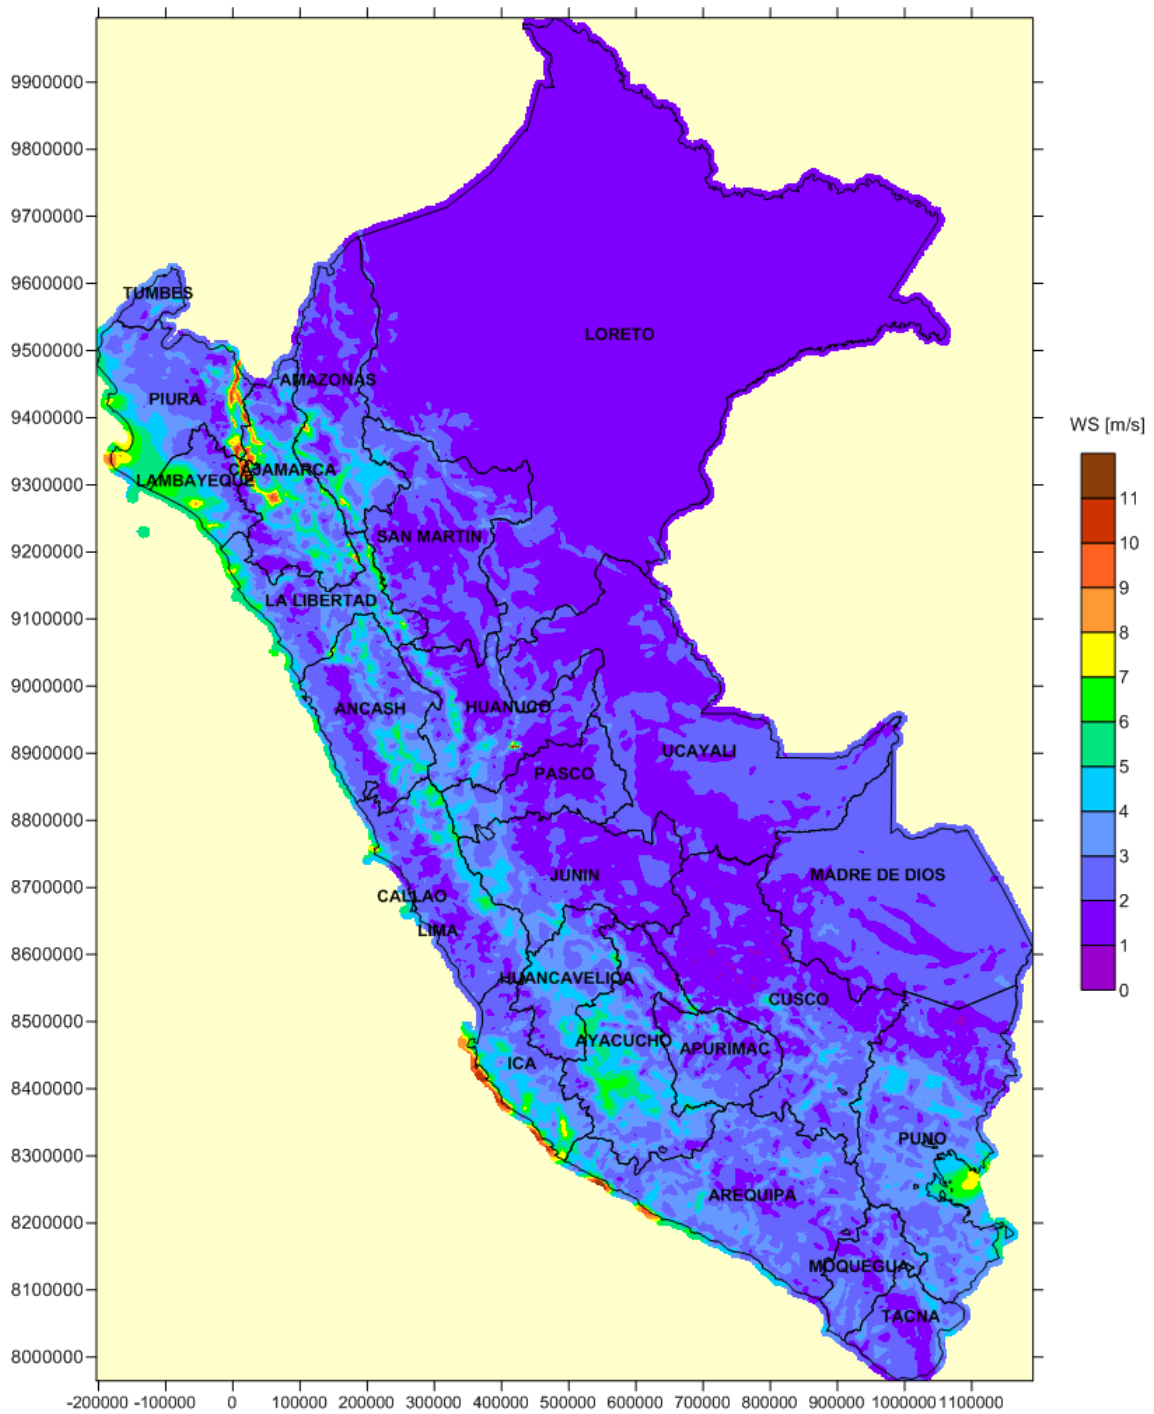 9900000
9800000
9700000
9600000
9500000
9400000
9300000
9200000
9100000
9000000
8900000
8800000
8700000
8600000
8500000
8400000
8300000
8200000
8100000
8000000
TUMBES
LORETO
AMAZONAS
PIURA
CAJAMARCA
LAMBAYEQUE
SAN MARTIN
LA LIBERTAD
ANCASH
HUANUCO
UCAYALI
PASCO
JUNIN
MADRE DE DIOS
CALLAO
LIMA
HUANCAVELICA
CUSCO
AYACUCHO
APURIMAC
ICA
PUNO
AREQUIPA
MOQUEGUA
TACNA
WS [m/s]
11
10
9
8
7
6
5
4
3
2
1
0
-200000 -100000 0 100000 200000 300000 400000 500000 600000 700000 800000 900000 1000000 1100000